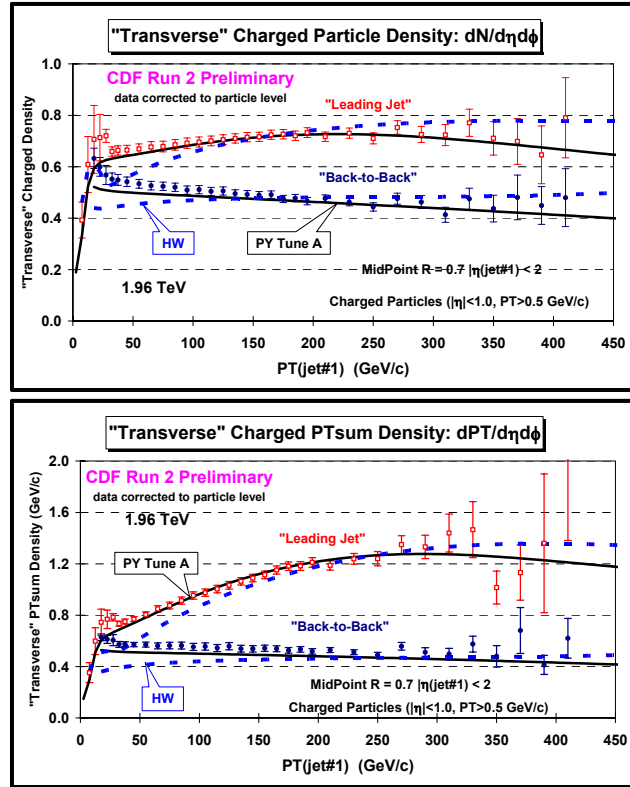 "Transverse" Charged Particle Density: dN/dηdϕ
CDF Run 2 Preliminary
data corrected to particle level
"Leading Jet"
"Back-to-Back"
HW
PY Tune A
MidPoint R = 0.7 |η(jet#1) < 2
1.96 TeV
Charged Particles (|η|<1.0, PT>0.5 GeV/c)
"Transverse" Charged Density
1.0
0.8
0.6
0.4
0.2
0.0
0 50 100 150 200 250 300 350 400 450
PT(jet#1) (GeV/c)
"Transverse" Charged PTsum Density: dPT/dηdϕ
CDF Run 2 Preliminary
data corrected to particle level
1.96 TeV
"Leading Jet"
PY Tune A
"Back-to-Back"
HW
MidPoint R = 0.7 |η(jet#1) < 2
Charged Particles (|η|<1.0, PT>0.5 GeV/c)
"Transverse" PTsum Density (GeV/c)
2.0
1.6
1.2
0.8
0.4
0.0
0 50 100 150 200 250 300 350 400 450
PT(jet#1) (GeV/c)